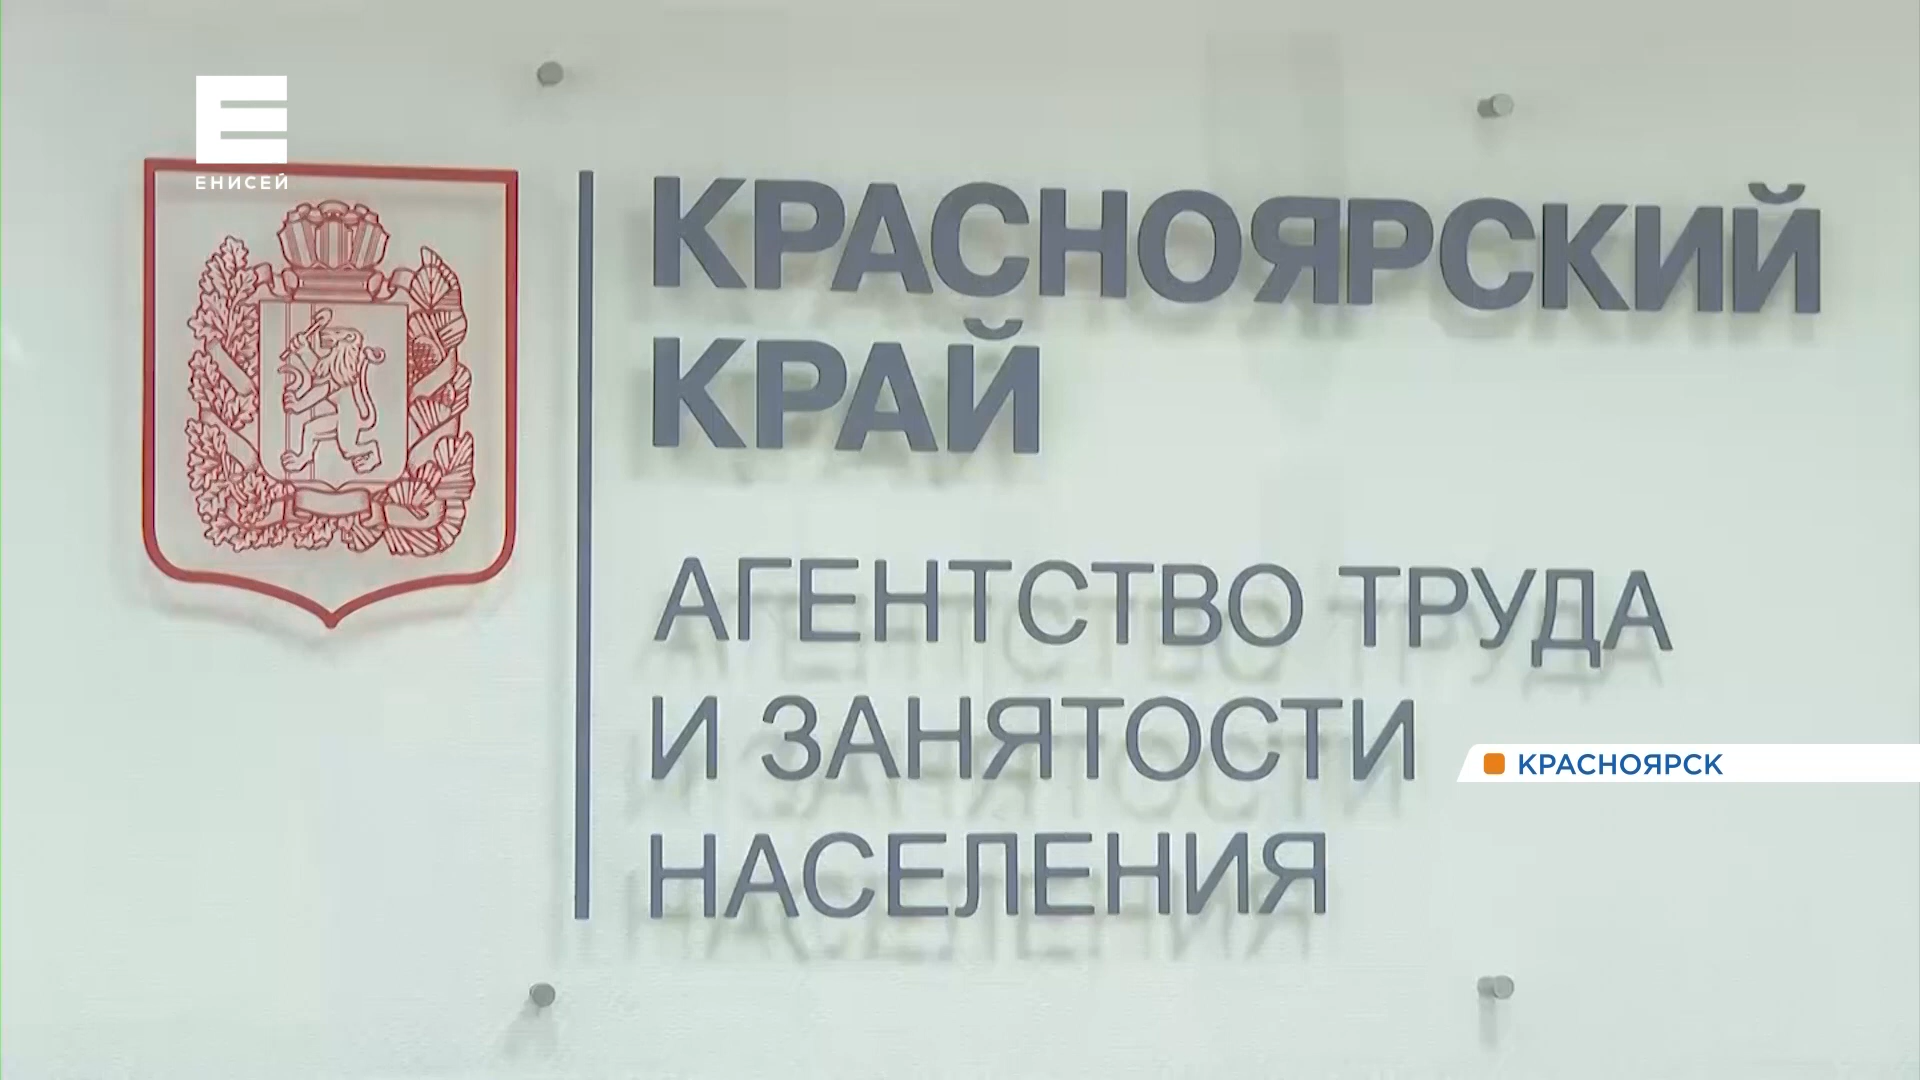 ЕНИСЕЙ
КРАСНОЯРСКИЙ
КРАЙ
АГЕНТСТВО ТРУДА
И ЗАНЯТОСТИ
НАСЕЛЕНИЯ
КРАСНОЯРСК